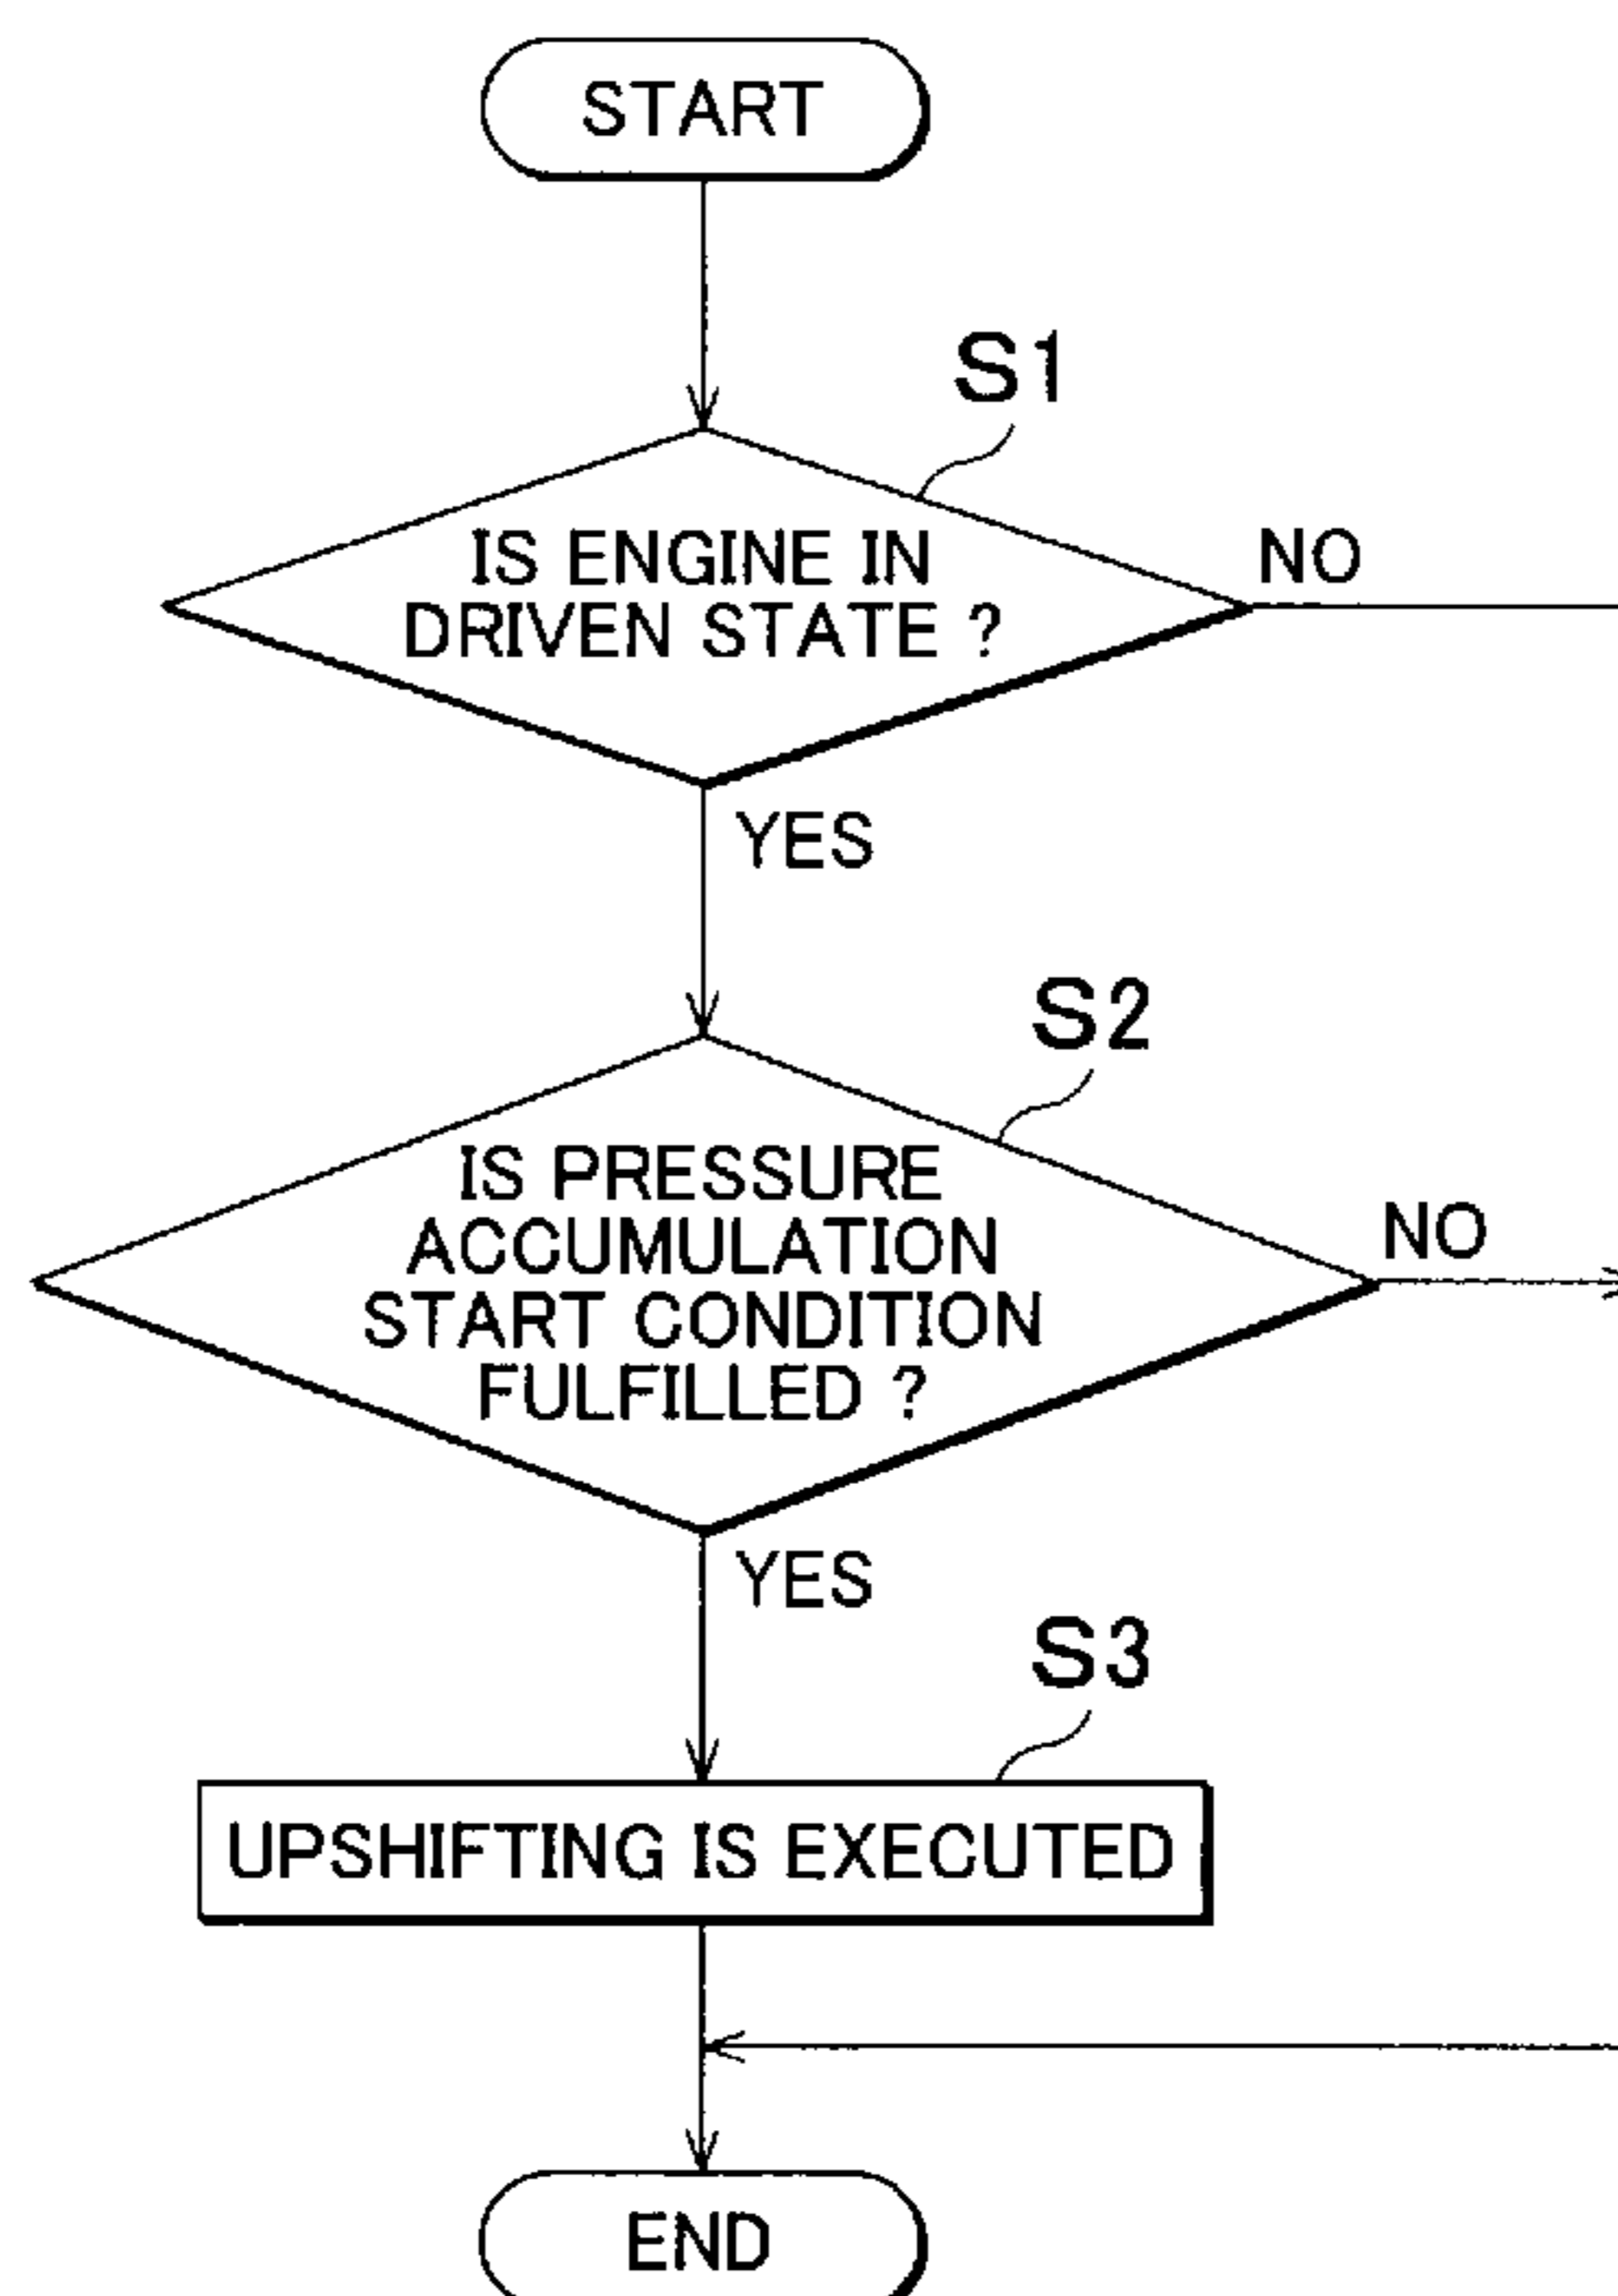 START
S1
IS ENGINE IN
DRIVEN STATE ?
NO
YES
S2
IS PRESSURE
ACCUMULATION
START CONDITION
FULFILLED ?
NO
YES
S3
UPSHIFTING IS EXECUTED
END